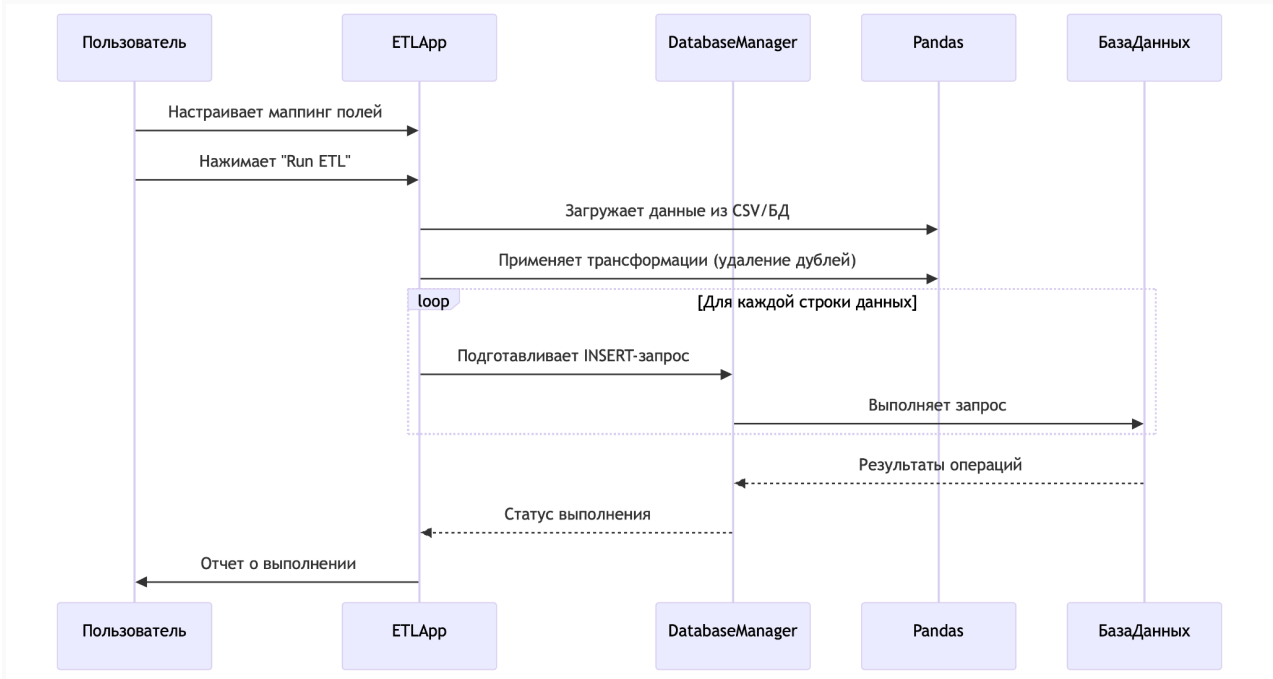 Пользователь
ETLApp
DatabaseManager
Pandas
БазаДанных
Настраивает маппинг полей
Нажимает "Run ETL"
Загружает данные из CSV/БД
Применяет трансформации (удаление дублей)
loop
[Для каждой строки данных]
Подготавливает INSERT-запрос
Выполняет запрос
Результаты операций
Статус выполнения
Отчет о выполнении
Пользователь
ETLApp
DatabaseManager
Pandas
БазаДанных